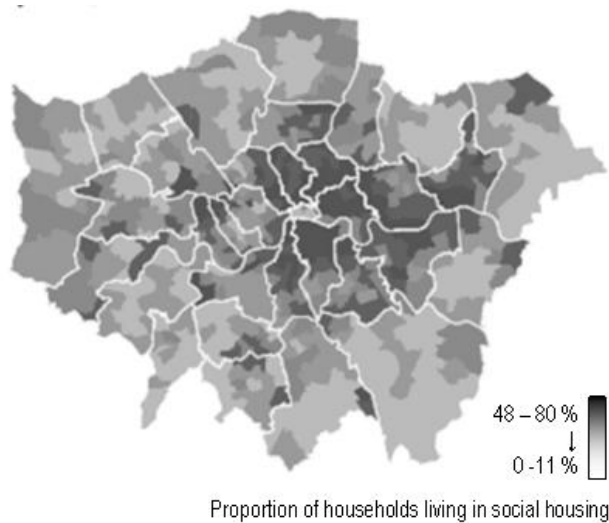 48 – 80 %
↓
0 -11 %
Proportion of households living in social housing